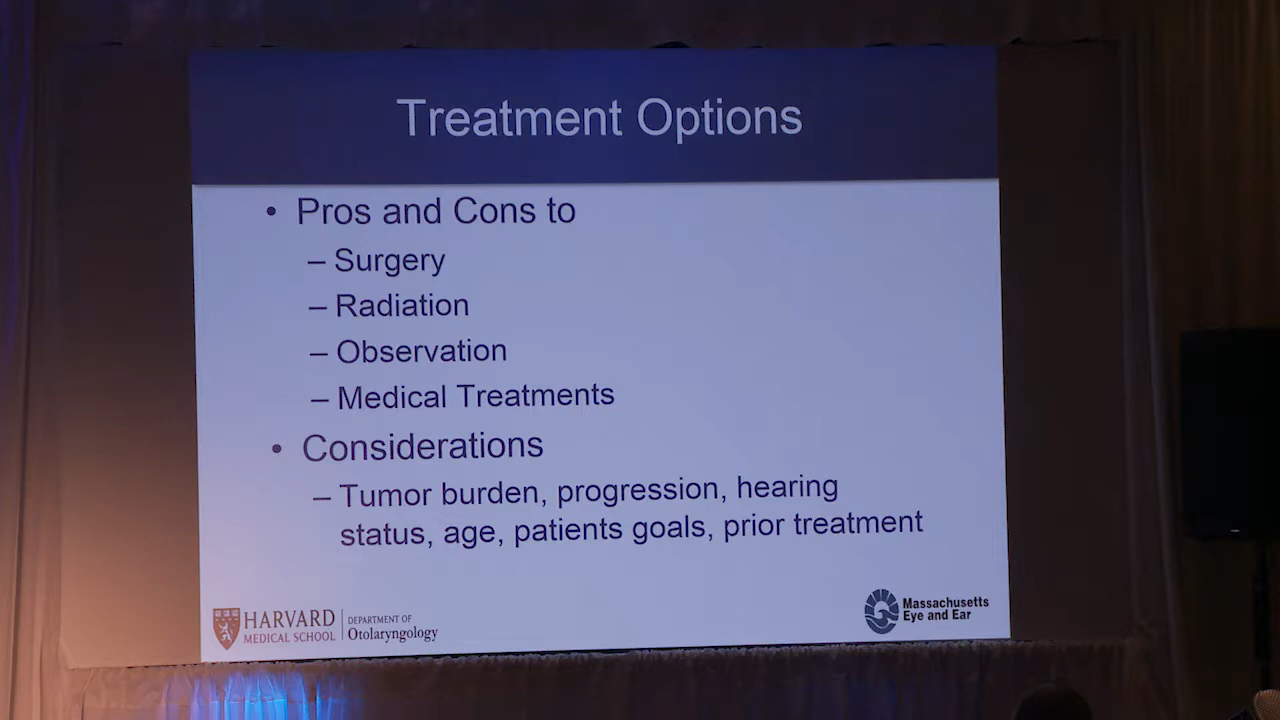 Treatment Options
• Pros and Cons to
– Surgery
– Radiation
– Observation
– Medical Treatments
• Considerations
– Tumor burden, progression, hearing
status, age, patients goals, prior treatment
HARVARD
MEDICAL SCHOOL
DEPARTMENT OF
Otolaryngology
Massachusetts
Eye and Ear